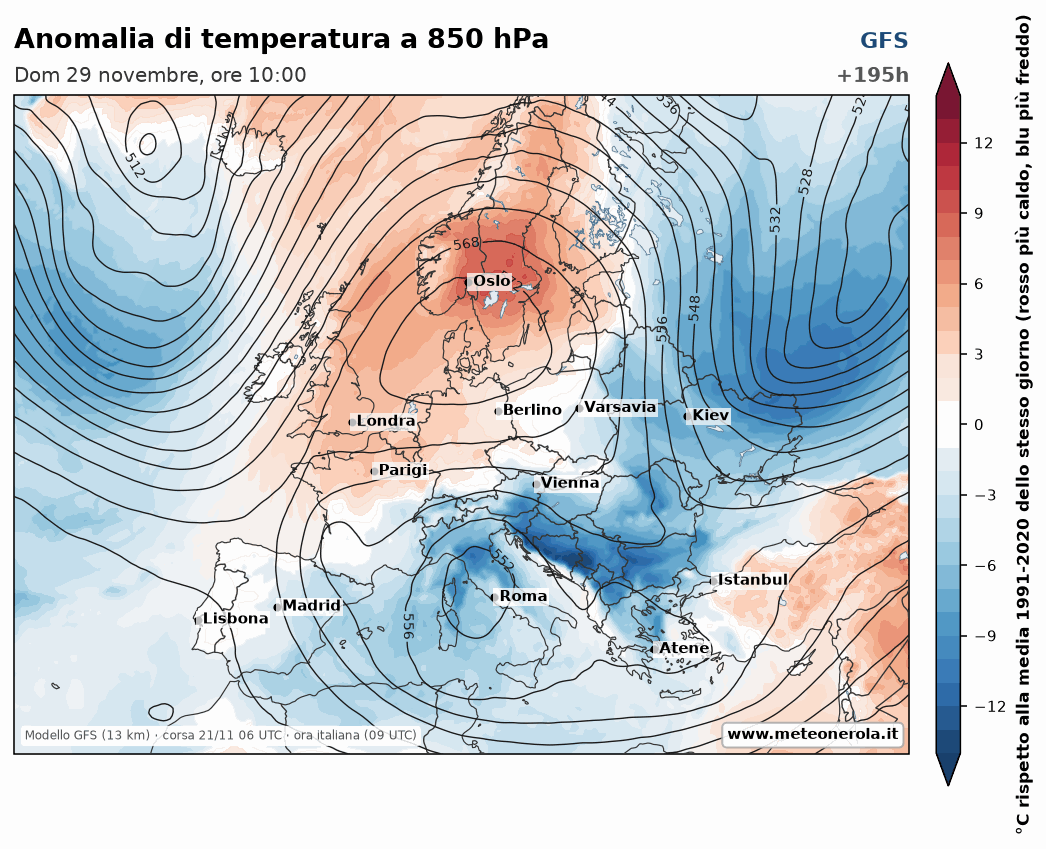 Anomalia di temperatura a 850 hPa
GFS
Dom 29 novembre, ore 10:00
+195h
512
536
528
532
568
Oslo
548
556
Londra
Berlino
Varsavia
Kiev
Parigi
Vienna
552
Istanbul
Madrid
Roma
Lisbona
556
Atene
Modello GFS (13 km) · corsa 21/11 06 UTC · ora italiana (09 UTC)
www.meteonerola.it
12
9
6
3
0
−3
−6
−9
−12
°C rispetto alla media 1991-2020 dello stesso giorno (rosso più caldo, blu più freddo)